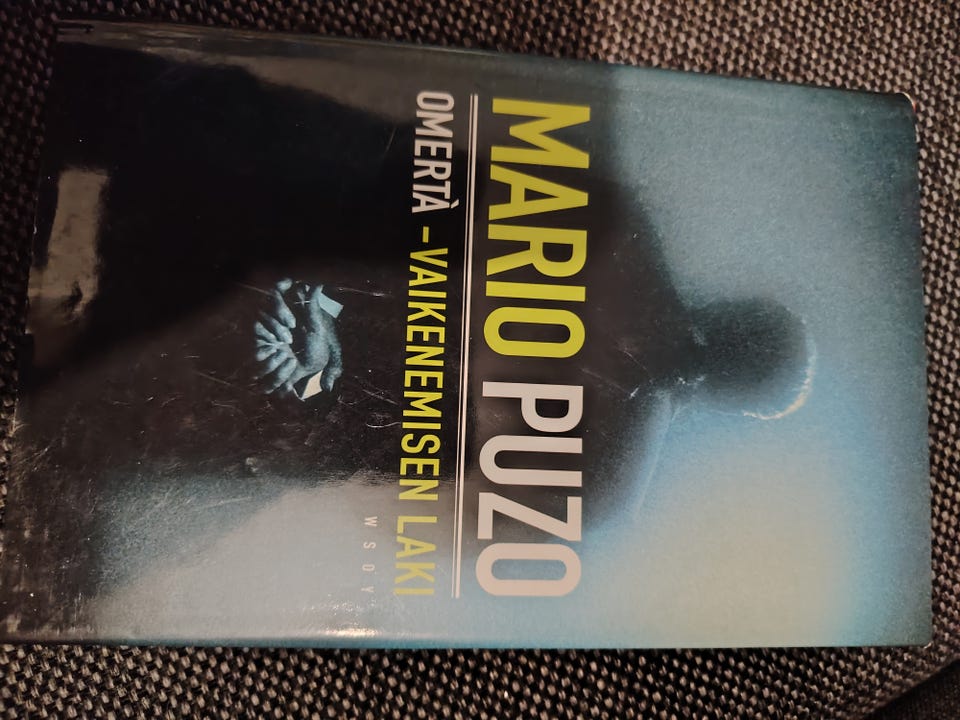 MARIO PUZO
OMERTÀ – VAIKENEMISEN LAKI
WSOY